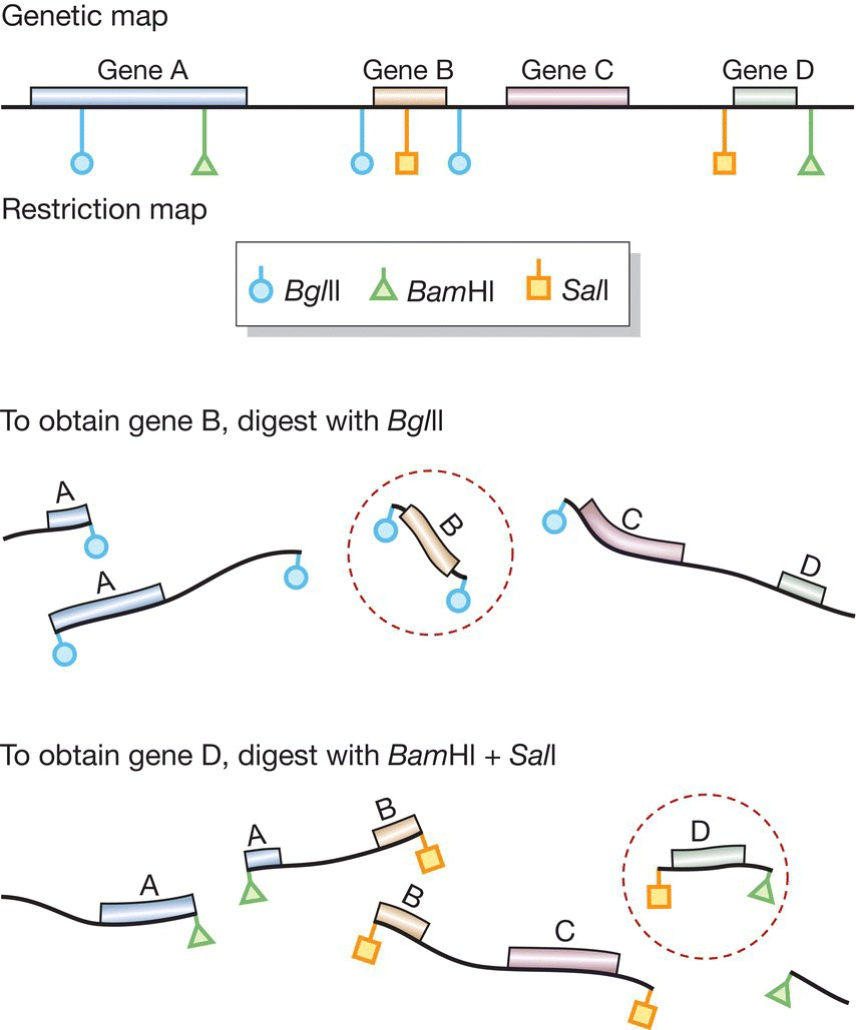 Genetic map
Gene A Gene B Gene C Gene D
Restriction map
BglII BamHI SalI
To obtain gene B, digest with BglII
A
A
B
C
D
To obtain gene D, digest with BamHI + SalI
A
A
B
B
C
D